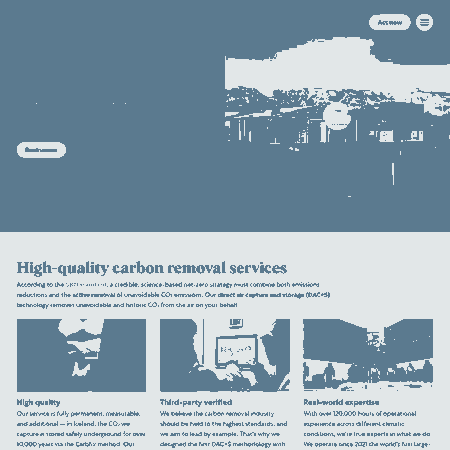 Act now
High-quality carbon removal services
According to the
, a credible, science-based net-zero strategy must combine both emissions
reductions and the active removal of unavoidable CO₂ emissions. Our direct air capture and storage (DAC+S)
technology removes unavoidable and historic CO₂ from the air on your behalf.
High quality
Our service is fully permanent, measurable,
and additional — in Iceland, the CO₂ we
capture is stored safely underground for over
10,000 years via the Carbfix method. Our
Third-party verified
We believe the carbon removal industry
should be held to the highest standards, and
we aim to lead by example. That's why we
designed the first DAC+S methodology with
Real-world expertise
With over 120,000 hours of operational
experience across different climatic
conditions, we're true experts in what we do.
We operate since 2021 the world's first large-